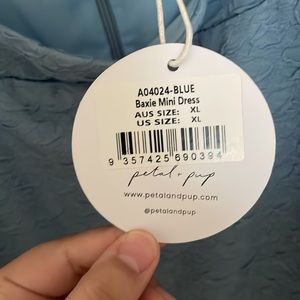 A04024-BLUE
Baxie Mini Dress
AUS SIZE: XL
US SIZE: XL
9 357425 690394
petal + pup
www.petalandpup.com
@petalandpup